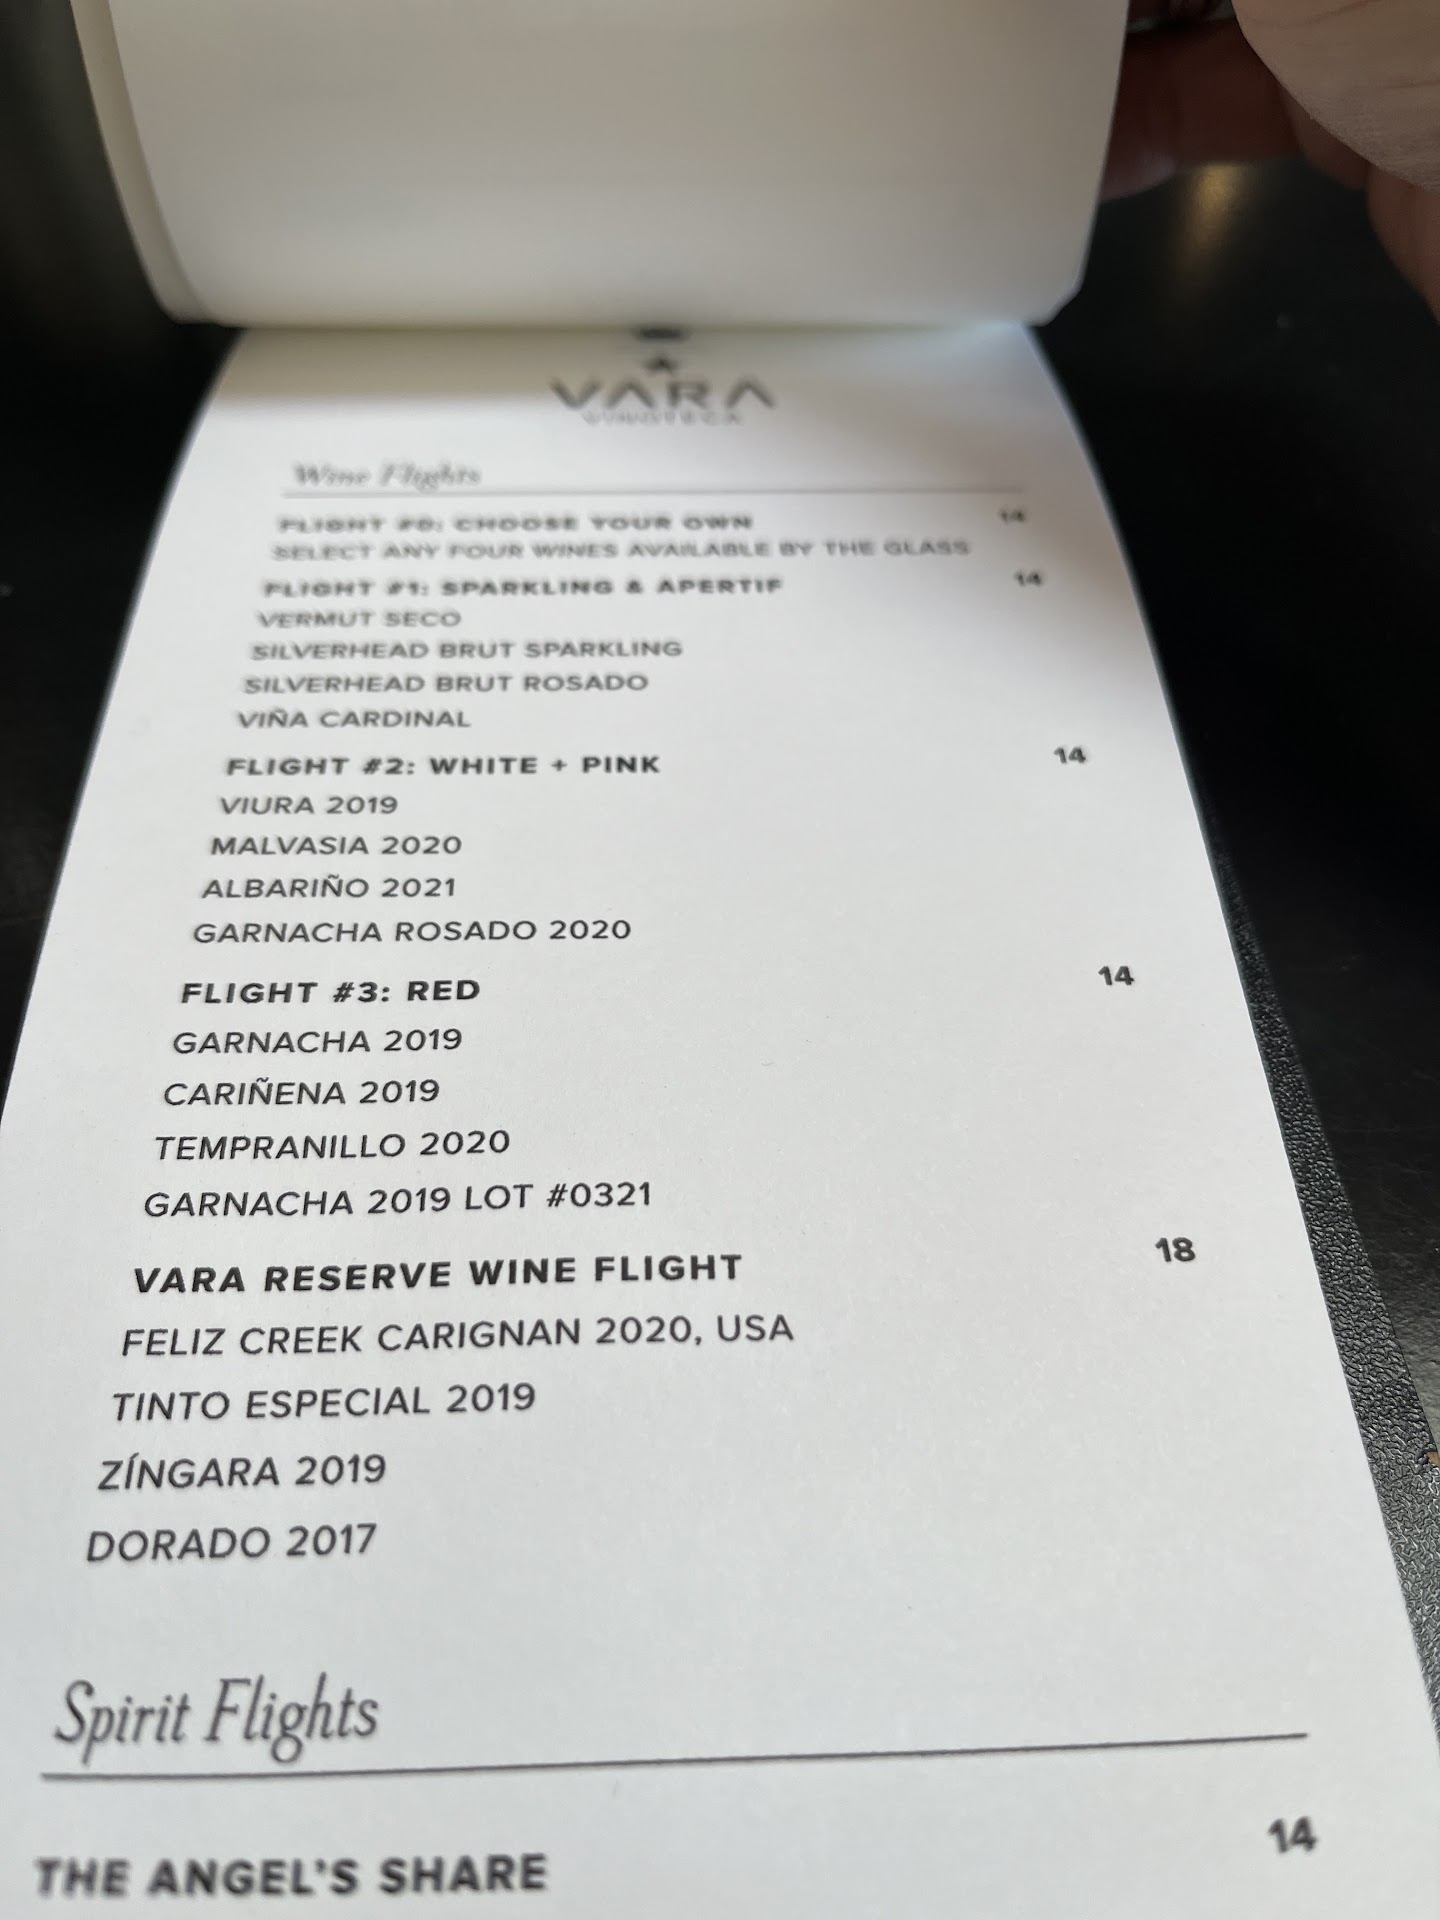 VARA
VINOTECA
Wine Flights
FLIGHT #0: CHOOSE YOUR OWN 14
SELECT ANY FOUR WINES AVAILABLE BY THE GLASS
FLIGHT #1: SPARKLING & APERTIF 14
VERMUT SECO
SILVERHEAD BRUT SPARKLING
SILVERHEAD BRUT ROSADO
VIÑA CARDINAL
FLIGHT #2: WHITE + PINK 14
VIURA 2019
MALVASIA 2020
ALBARIÑO 2021
GARNACHA ROSADO 2020
FLIGHT #3: RED 14
GARNACHA 2019
CARIÑENA 2019
TEMPRANILLO 2020
GARNACHA 2019 LOT #0321
VARA RESERVE WINE FLIGHT 18
FELIZ CREEK CARIGNAN 2020, USA
TINTO ESPECIAL 2019
ZÍNGARA 2019
DORADO 2017
Spirit Flights
THE ANGEL'S SHARE 14